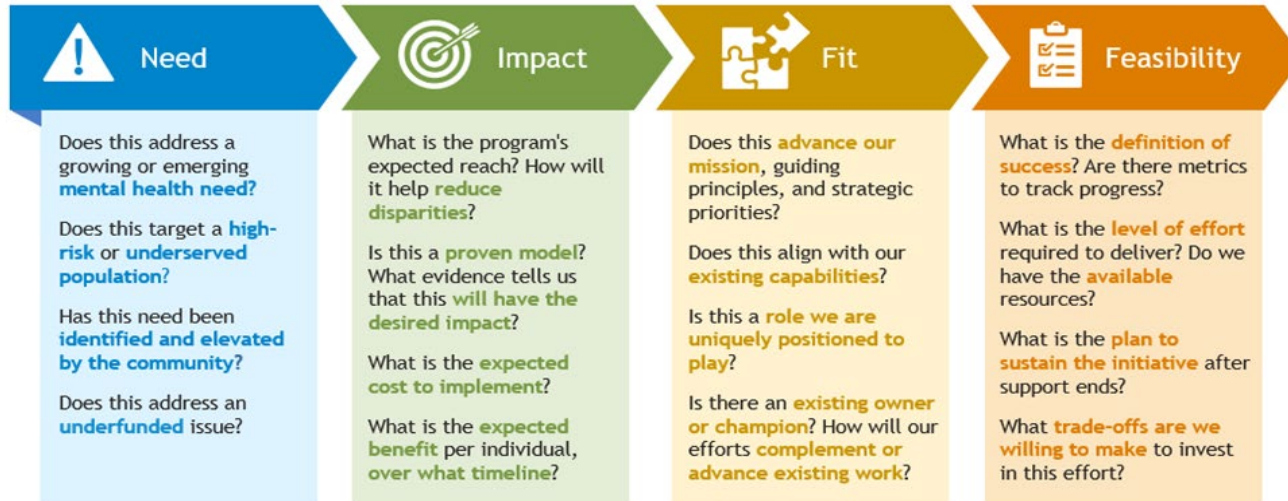 Need
Does this address a
growing or emerging
mental health need?
Does this target a high-
risk or underserved
population?
Has this need been
identified and elevated
by the community?
Does this address an
underfunded issue?
Impact
What is the program's
expected reach? How will
it help reduce
disparities?
Is this a proven model?
What evidence tells us
that this will have the
desired impact?
What is the expected
cost to implement?
What is the expected
benefit per individual,
over what timeline?
Fit
Does this advance our
mission, guiding
principles, and strategic
priorities?
Does this align with our
existing capabilities?
Is this a role we are
uniquely positioned to
play?
Is there an existing owner
or champion? How will our
efforts complement or
advance existing work?
Feasibility
What is the definition of
success? Are there metrics
to track progress?
What is the level of effort
required to deliver? Do we
have the available
resources?
What is the plan to
sustain the initiative after
support ends?
What trade-offs are we
willing to make to invest
in this effort?